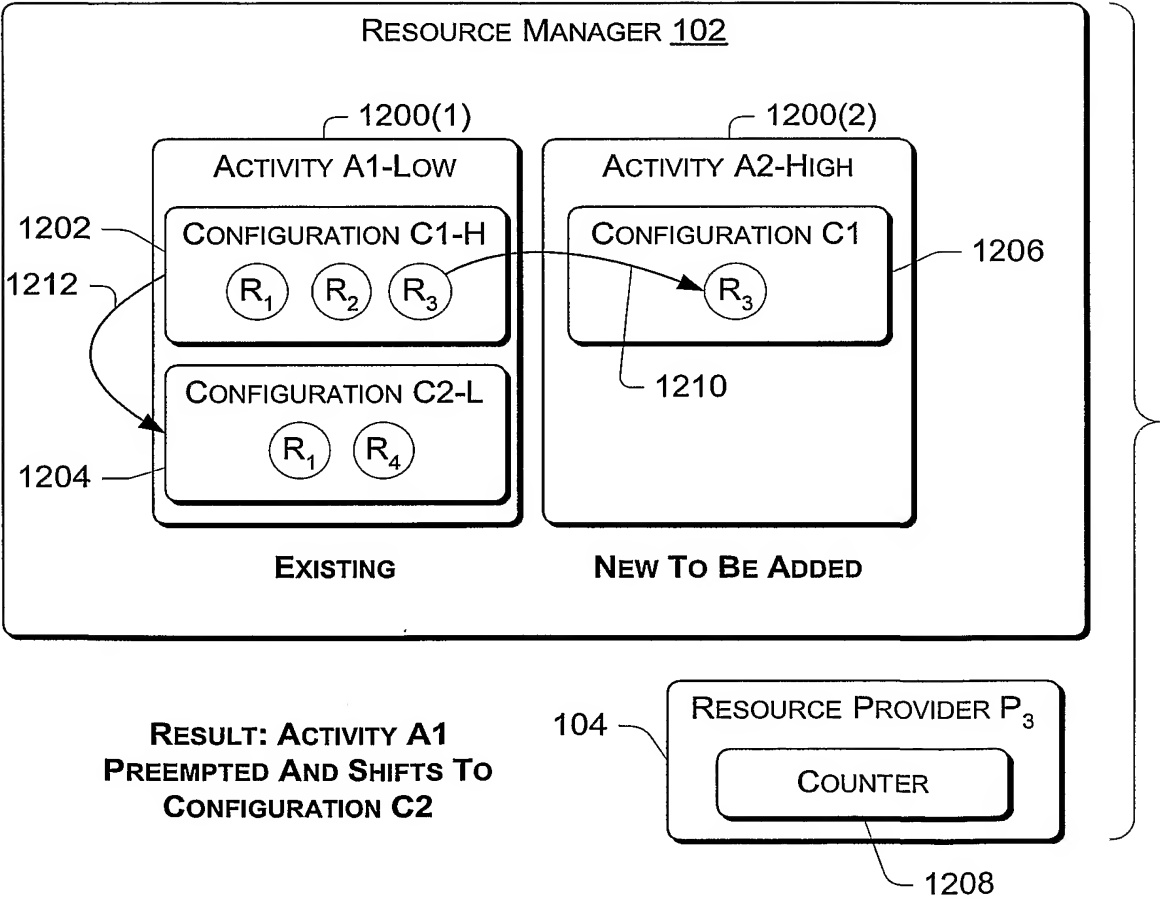 RESOURCE MANAGER 102
1200(1)
1200(2)
ACTIVITY A1-LOW
ACTIVITY A2-HIGH
1202
CONFIGURATION C1-H
CONFIGURATION C1
1206
1212
R1 R2 R3
R3
1210
CONFIGURATION C2-L
1204
R1 R4
EXISTING
NEW TO BE ADDED
RESULT: ACTIVITY A1
PREEMPTED AND SHIFTS TO
CONFIGURATION C2
104
RESOURCE PROVIDER P3
COUNTER
1208